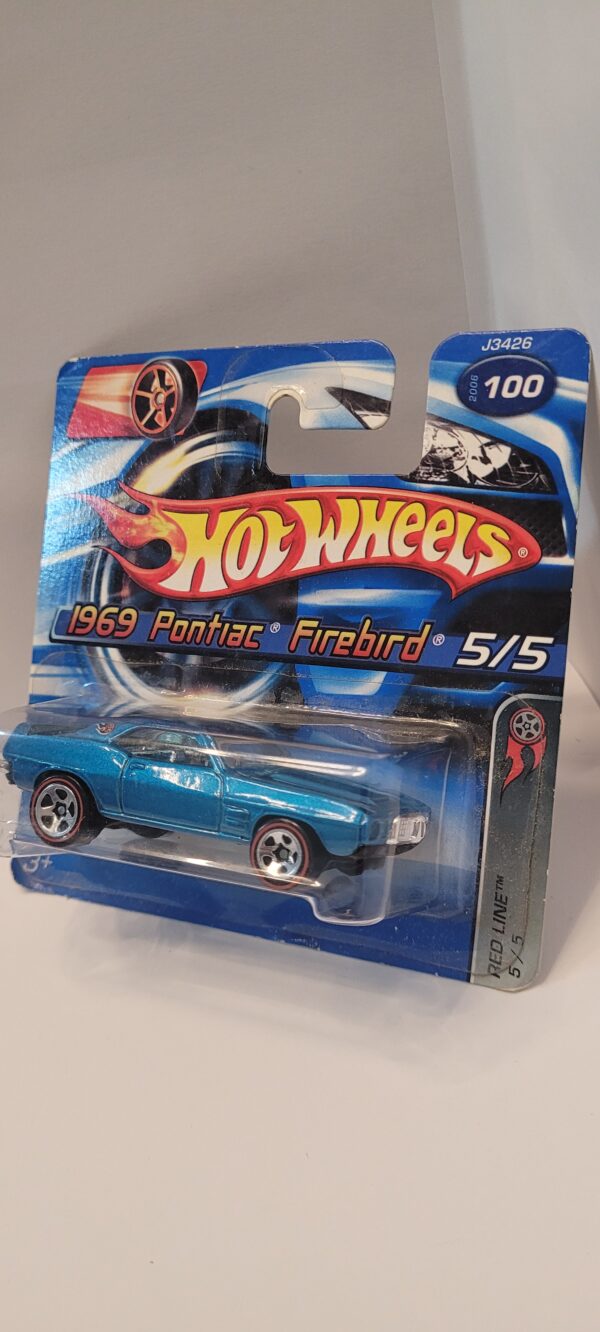 J3426
2006
100
HOT WHEELS®
1969 Pontiac® Firebird® 5/5
3+
RED LINE™
5/5